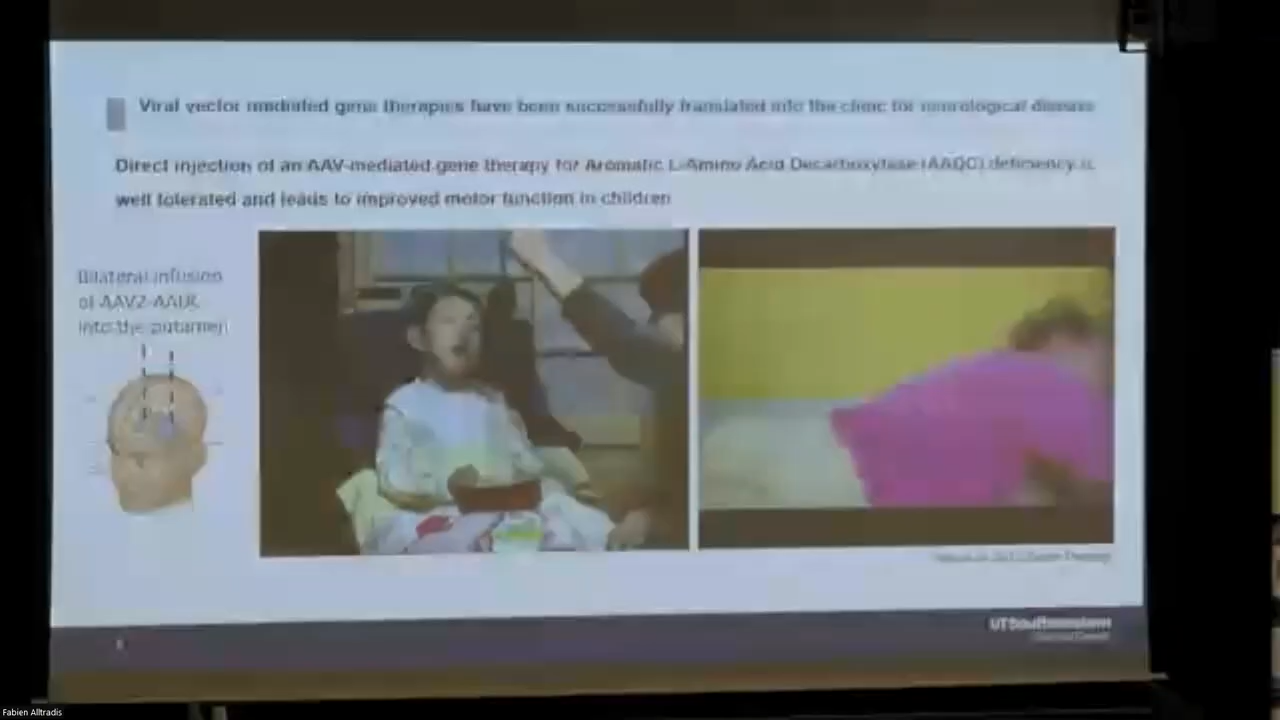 Viral vector mediated gene therapies have been successfully translated into the clinic for neurological disease
Direct injection of an AAV-mediated gene therapy for Aromatic L-Amino Acid Decarboxylase (AADC) deficiency is
well tolerated and leads to improved motor function in children
Bilateral infusion
of AAV2-AADC
into the putamen
UTSouthwestern
Medical Center
Fabien Alltradis